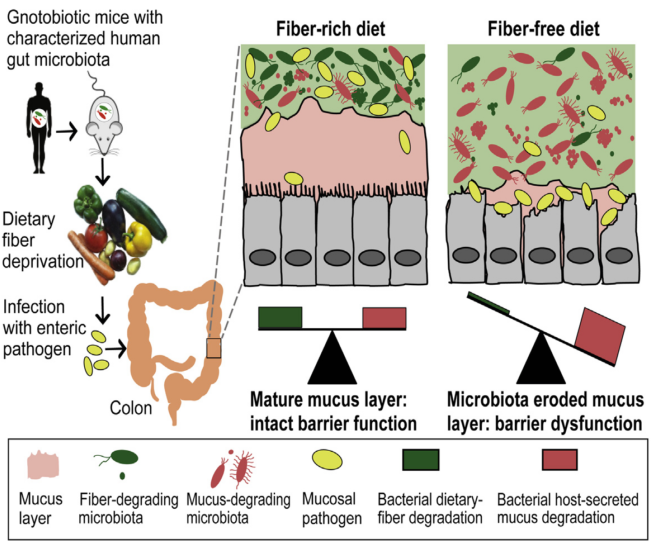 Gnotobiotic mice with
characterized human
gut microbiota
Dietary
fiber
deprivation
Infection
with enteric
pathogen
Colon
Fiber-rich diet
Mature mucus layer:
intact barrier function
Fiber-free diet
Microbiota eroded mucus
layer: barrier dysfunction
Mucus
layer
Fiber-degrading
microbiota
Mucus-degrading
microbiota
Mucosal
pathogen
Bacterial dietary-
fiber degradation
Bacterial host-secreted
mucus degradation